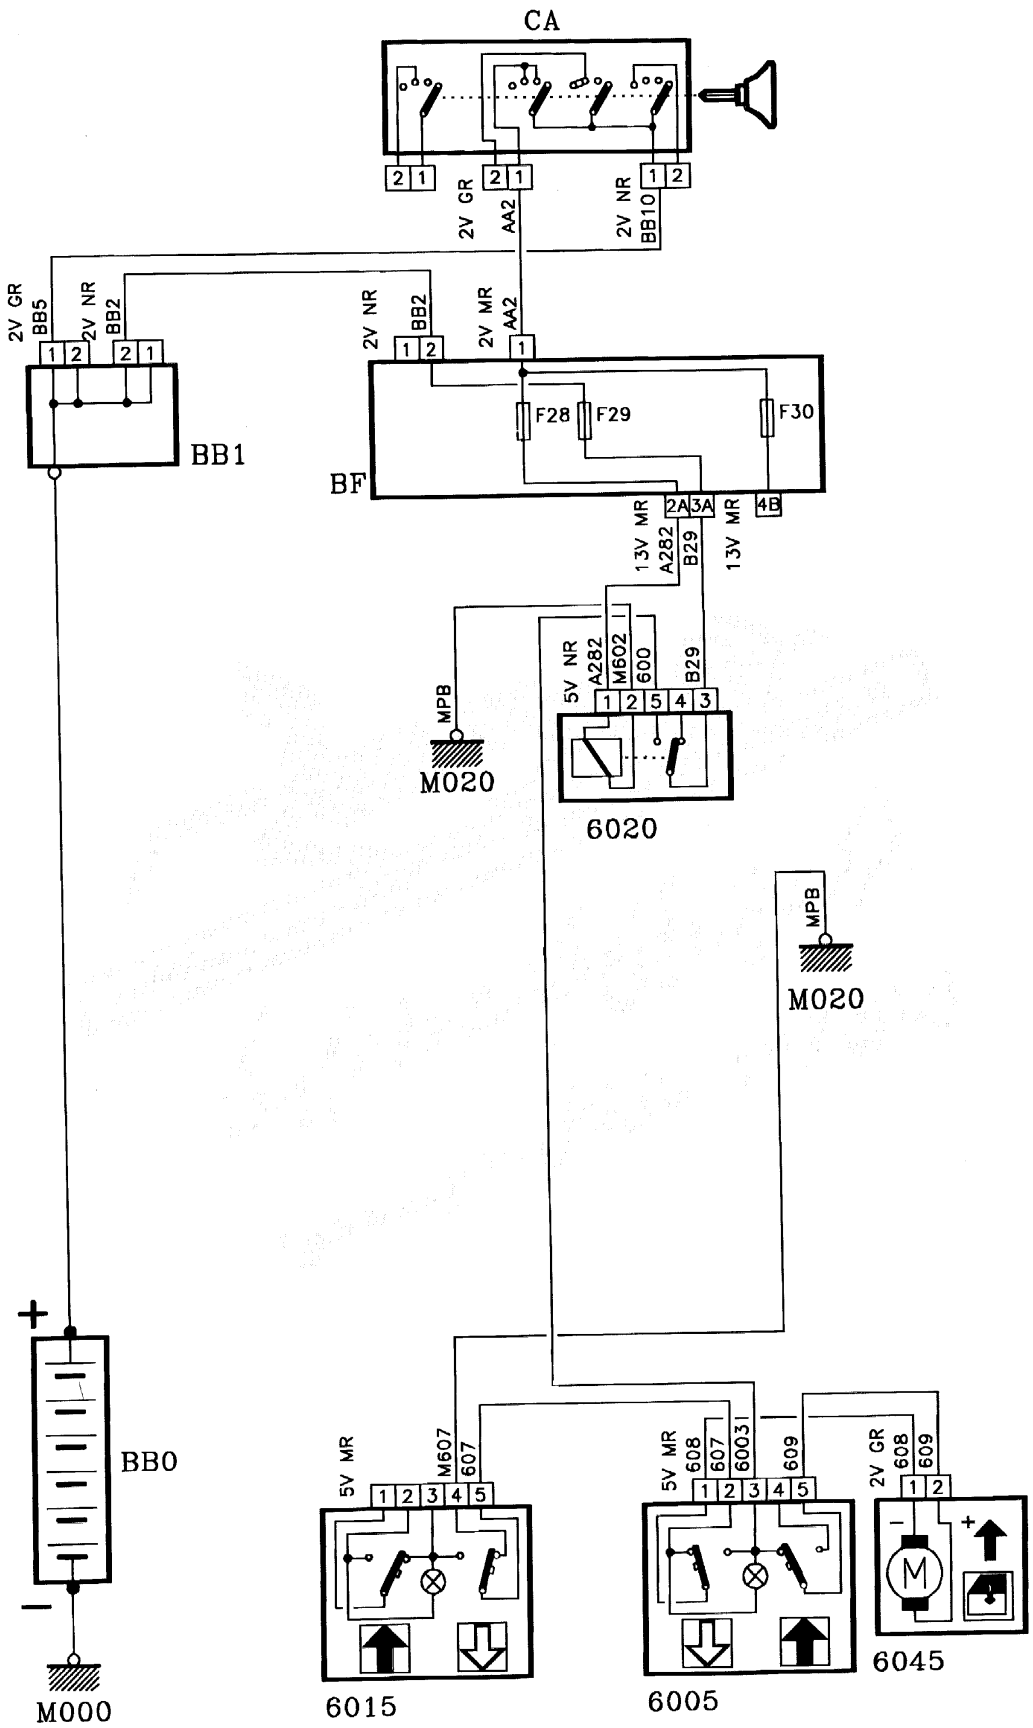 CA
2 1 2 1 1 2
2V GR AA2 2V NR BB10
2V GR BB5 2V NR BB2 2V NR BB2 2V MR AA2
1 2 2 1 1 2 1
F28 F29 F30
BB1
BF
2A 3A 4B
13V MR A282 B29 13V MR
5V NR A282 M602 600 B29
MPB
1 2 5 4 3
M020
6020
MPB
M020
+
BB0
−
M000
5V MR M607 607 5V MR 608 607 6003 609 2V GR 608 609
1 2 3 4 5 1 2 3 4 5 1 2
− +
M
6015 6005 6045